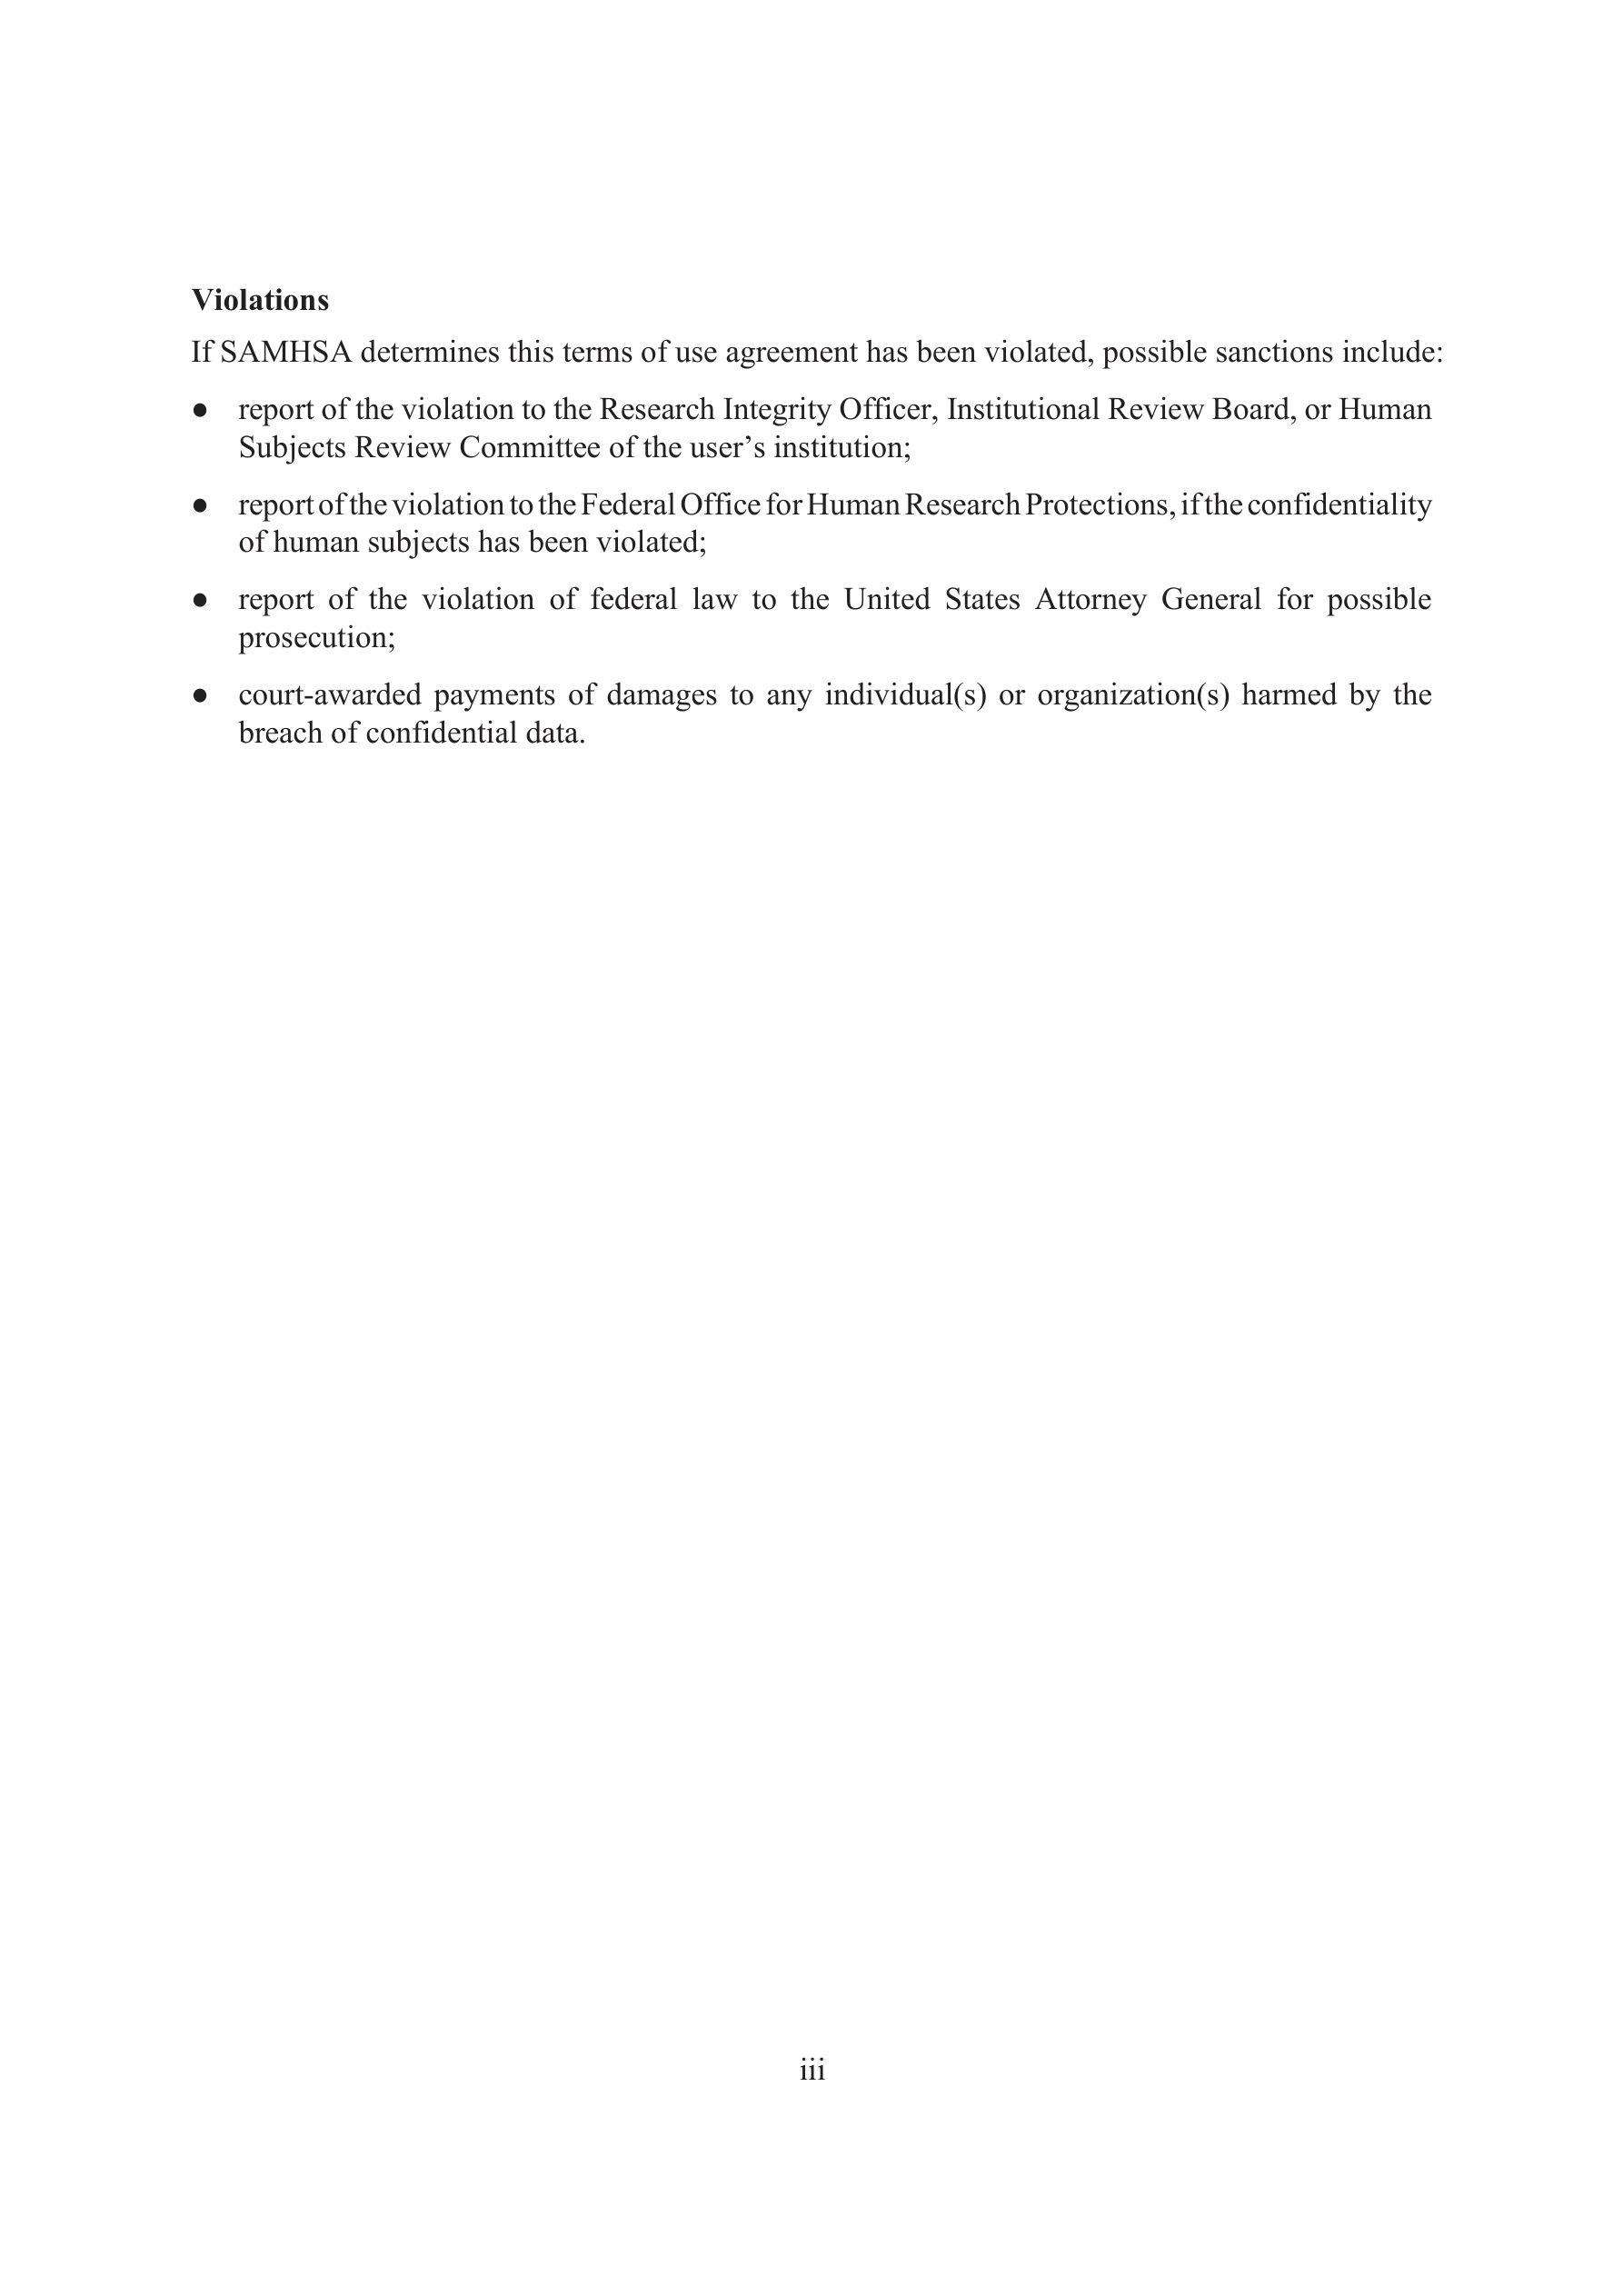 Violations
If SAMHSA determines this terms of use agreement has been violated, possible sanctions include:
● report of the violation to the Research Integrity Officer, Institutional Review Board, or Human
Subjects Review Committee of the user’s institution;
● report of the violation to the Federal Office for Human Research Protections, if the confidentiality
of human subjects has been violated;
● report of the violation of federal law to the United States Attorney General for possible
prosecution;
● court-awarded payments of damages to any individual(s) or organization(s) harmed by the
breach of confidential data.
iii